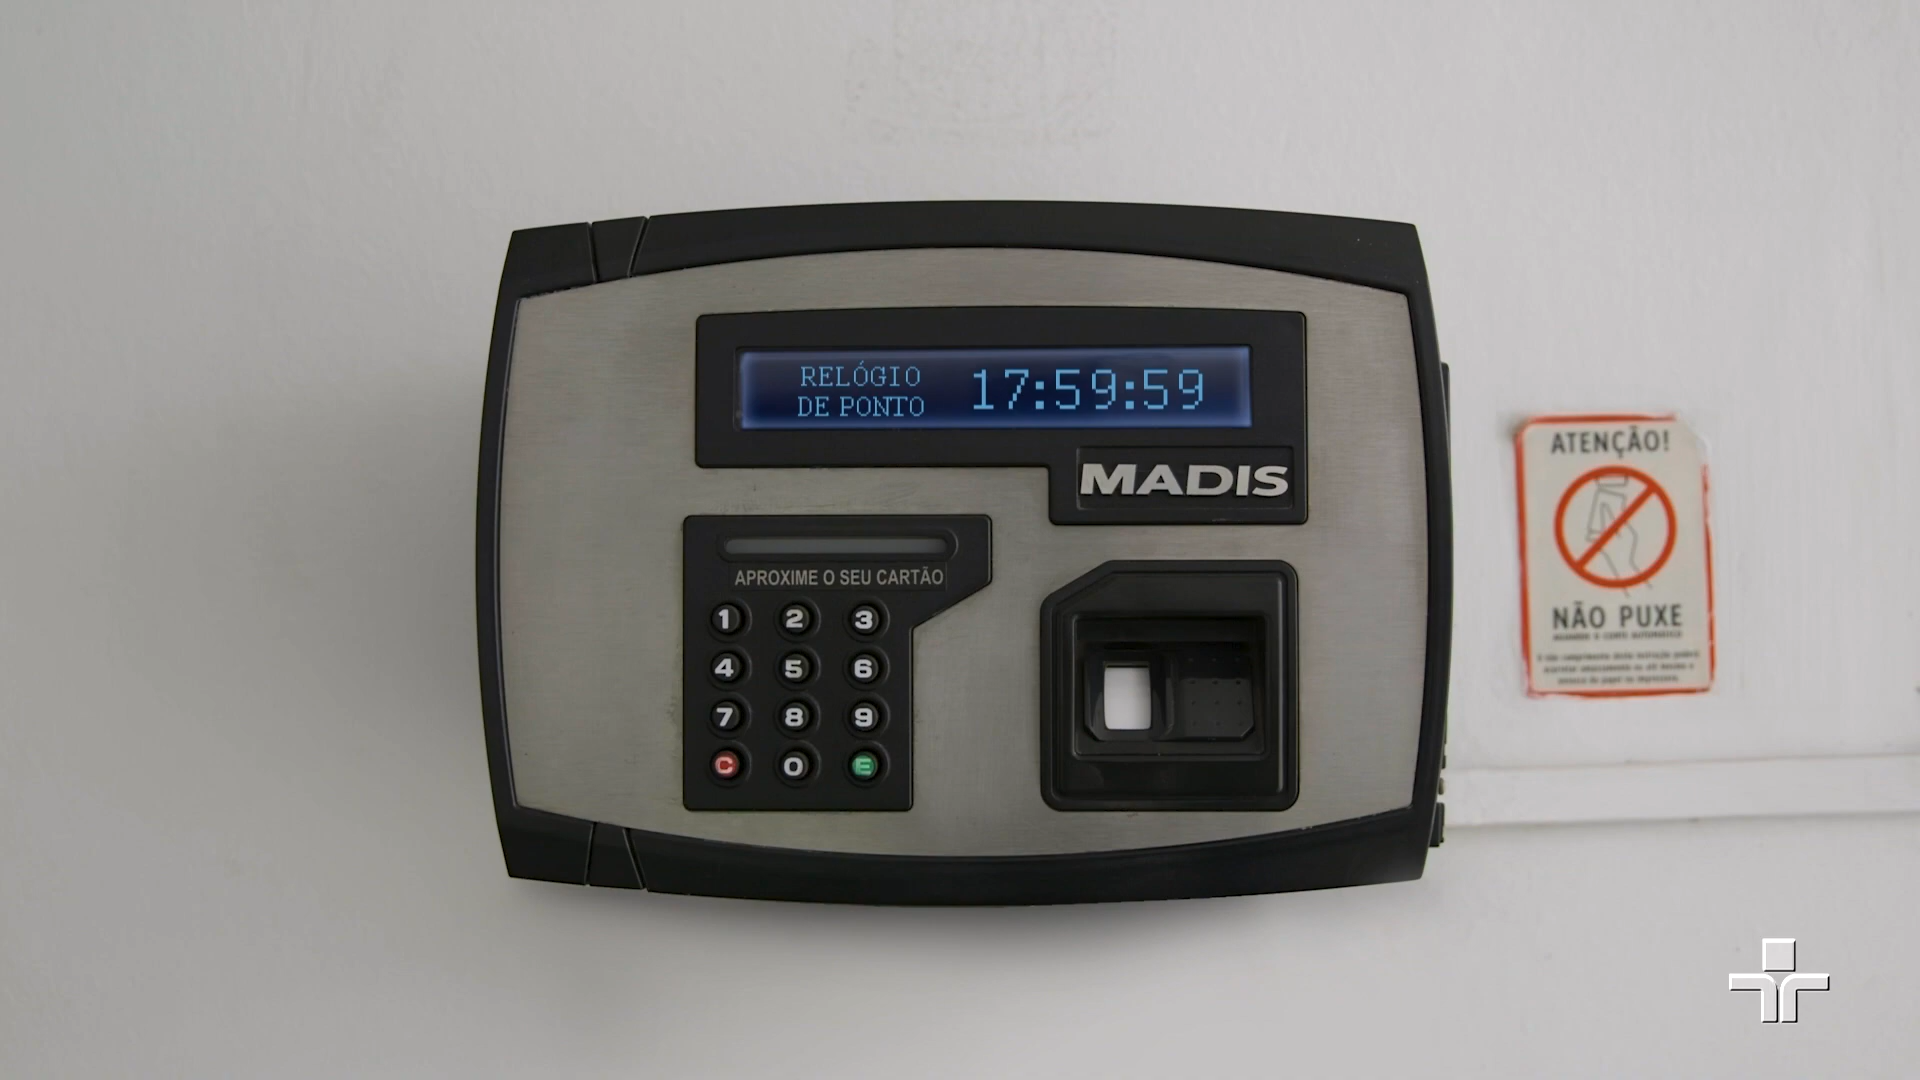 RELÓGIO
DE PONTO
17:59:59
MADIS
APROXIME O SEU CARTÃO
1 2 3
4 5 6
7 8 9
C 0 E
ATENÇÃO!
NÃO PUXE